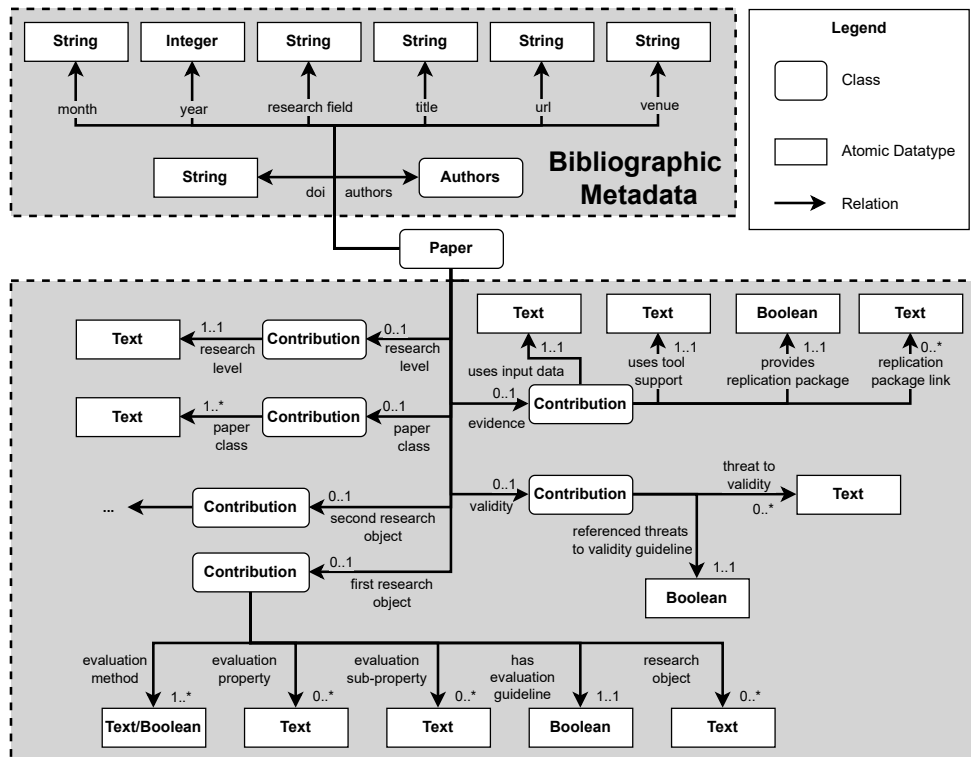 String
Integer
String
String
String
String
month
year
research field
title
url
venue
String
doi
authors
Authors
Bibliographic
Metadata
Legend
Class
Atomic Datatype
Relation
Paper
Text
1..1
research
level
Contribution
0..1
research
level
Text
1..*
paper
class
Contribution
0..1
paper
class
...
Contribution
0..1
second research
object
Contribution
0..1
first research
object
Text
1..1
uses input data
Text
1..1
uses tool
support
Boolean
1..1
provides
replication package
Text
0..*
replication
package link
0..1
evidence
Contribution
0..1
validity
Contribution
threat to
validity
0..*
Text
referenced threats
to validity guideline
1..1
Boolean
evaluation
method
1..*
Text/Boolean
evaluation
property
0..*
Text
evaluation
sub-property
0..*
Text
has
evaluation
guideline
1..1
Boolean
research
object
0..*
Text